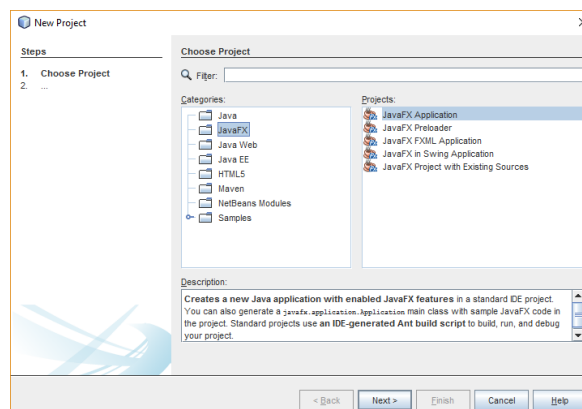 New Project
Steps
1. Choose Project
2. ...
Choose Project
Filter:
Categories:
Java
JavaFX
Java Web
Java EE
HTML5
Maven
NetBeans Modules
Samples
Projects:
JavaFX Application
JavaFX Preloader
JavaFX FXML Application
JavaFX in Swing Application
JavaFX Project with Existing Sources
Description:
Creates a new Java application with enabled JavaFX features in a standard IDE project.
You can also generate a javafx.application.Application main class with sample JavaFX code in
the project. Standard projects use an IDE-generated Ant build script to build, run, and debug
your project.
< Back
Next >
Finish
Cancel
Help